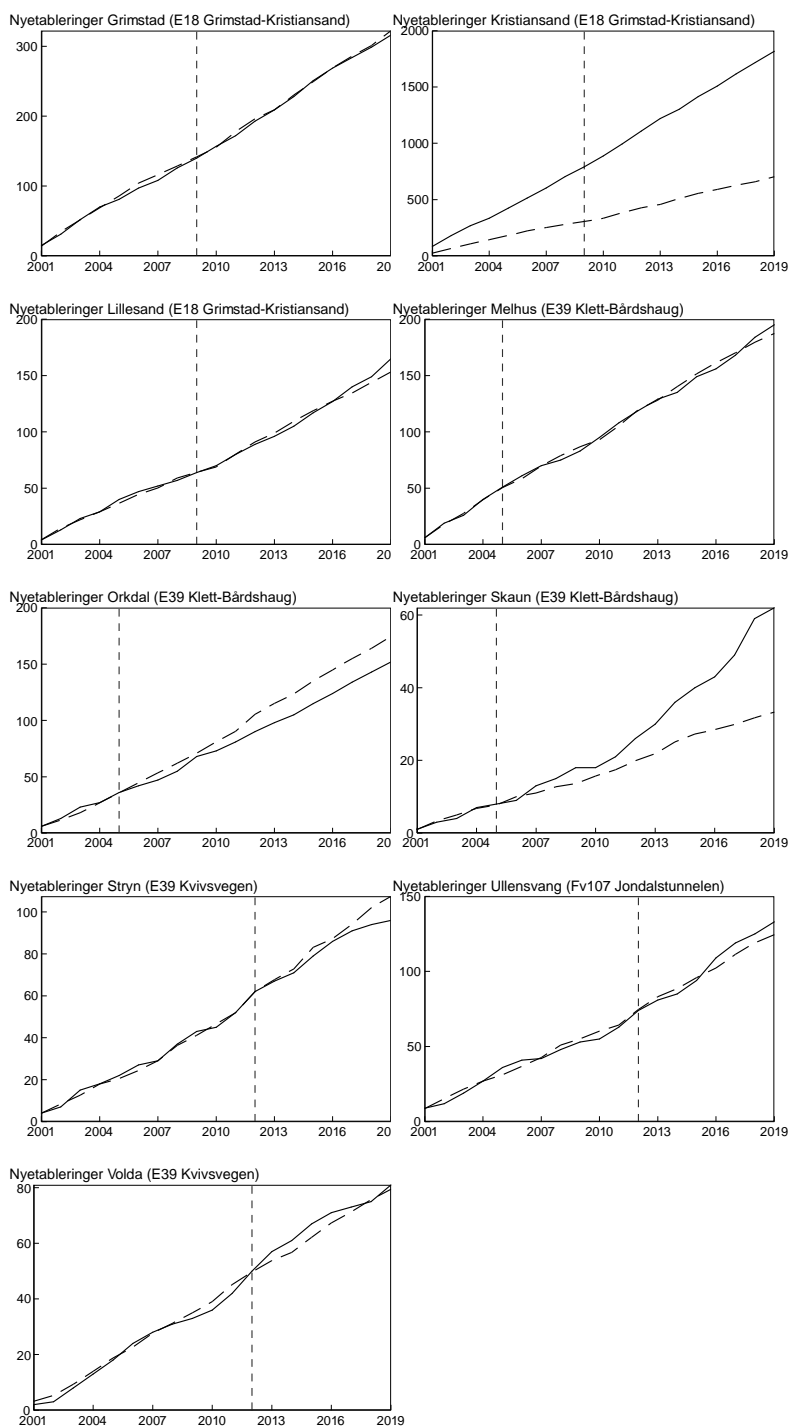 Nyetableringer Grimstad (E18 Grimstad-Kristiansand)
300
200
100
0
2001 2004 2007 2010 2013 2016 20
Nyetableringer Kristiansand (E18 Grimstad-Kristiansand)
2000
1500
1000
500
0
2001 2004 2007 2010 2013 2016 2019
Nyetableringer Lillesand (E18 Grimstad-Kristiansand)
200
150
100
50
0
2001 2004 2007 2010 2013 2016 20
Nyetableringer Melhus (E39 Klett-Bårdshaug)
200
150
100
50
0
2001 2004 2007 2010 2013 2016 2019
Nyetableringer Orkdal (E39 Klett-Bårdshaug)
200
150
100
50
0
2001 2004 2007 2010 2013 2016 20
Nyetableringer Skaun (E39 Klett-Bårdshaug)
60
40
20
0
2001 2004 2007 2010 2013 2016 2019
Nyetableringer Stryn (E39 Kvivsvegen)
100
80
60
40
20
0
2001 2004 2007 2010 2013 2016 20
Nyetableringer Ullensvang (Fv107 Jondalstunnelen)
150
100
50
0
2001 2004 2007 2010 2013 2016 2019
Nyetableringer Volda (E39 Kvivsvegen)
80
60
40
20
0
2001 2004 2007 2010 2013 2016 2019